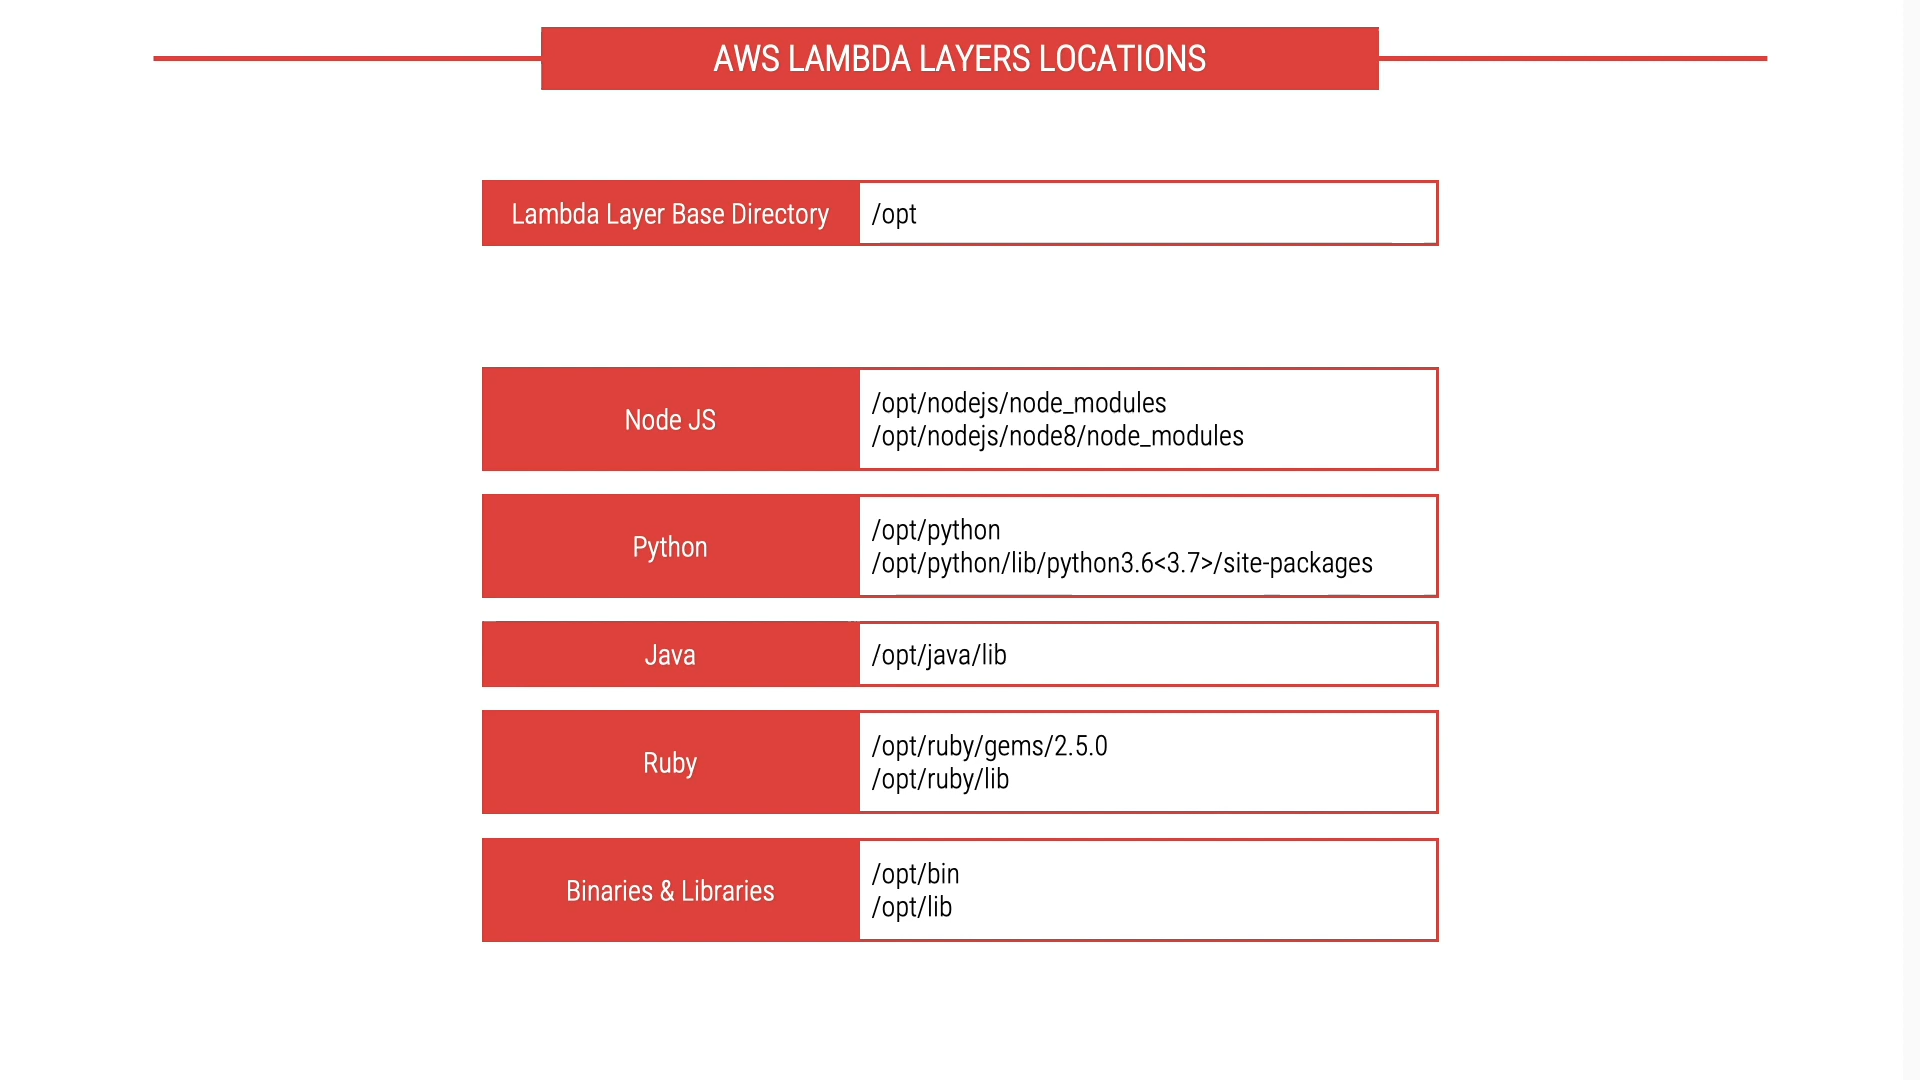 AWS LAMBDA LAYERS LOCATIONS
Lambda Layer Base Directory
/opt
Node JS
/opt/nodejs/node_modules
/opt/nodejs/node8/node_modules
Python
/opt/python
/opt/python/lib/python3.6<3.7>/site-packages
Java
/opt/java/lib
Ruby
/opt/ruby/gems/2.5.0
/opt/ruby/lib
Binaries & Libraries
/opt/bin
/opt/lib